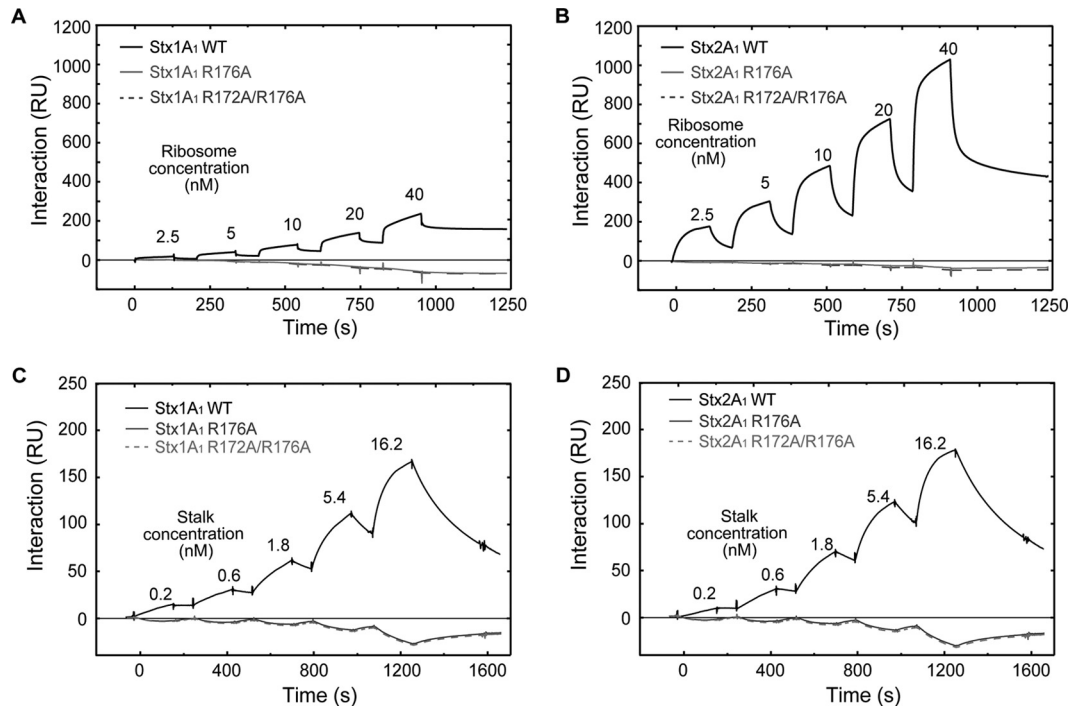 A
1200
1000
800
600
400
200
0
Interaction (RU)
Stx1A1 WT
Stx1A1 R176A
Stx1A1 R172A/R176A
Ribosome
concentration
(nM)
2.5
5
10
20
40
0 250 500 750 1000 1250
Time (s)
B
1200
1000
800
600
400
200
0
Interaction (RU)
Stx2A1 WT
Stx2A1 R176A
Stx2A1 R172A/R176A
Ribosome
concentration
(nM)
2.5
5
10
20
40
0 250 500 750 1000 1250
Time (s)
C
250
200
150
100
50
0
Interaction (RU)
Stx1A1 WT
Stx1A1 R176A
Stx1A1 R172A/R176A
Stalk
concentration
(nM)
0.2
0.6
1.8
5.4
16.2
0 400 800 1200 1600
Time (s)
D
250
200
150
100
50
0
Interaction (RU)
Stx2A1 WT
Stx2A1 R176A
Stx2A1 R172A/R176A
Stalk
concentration
(nM)
0.2
0.6
1.8
5.4
16.2
0 400 800 1200 1600
Time (s)